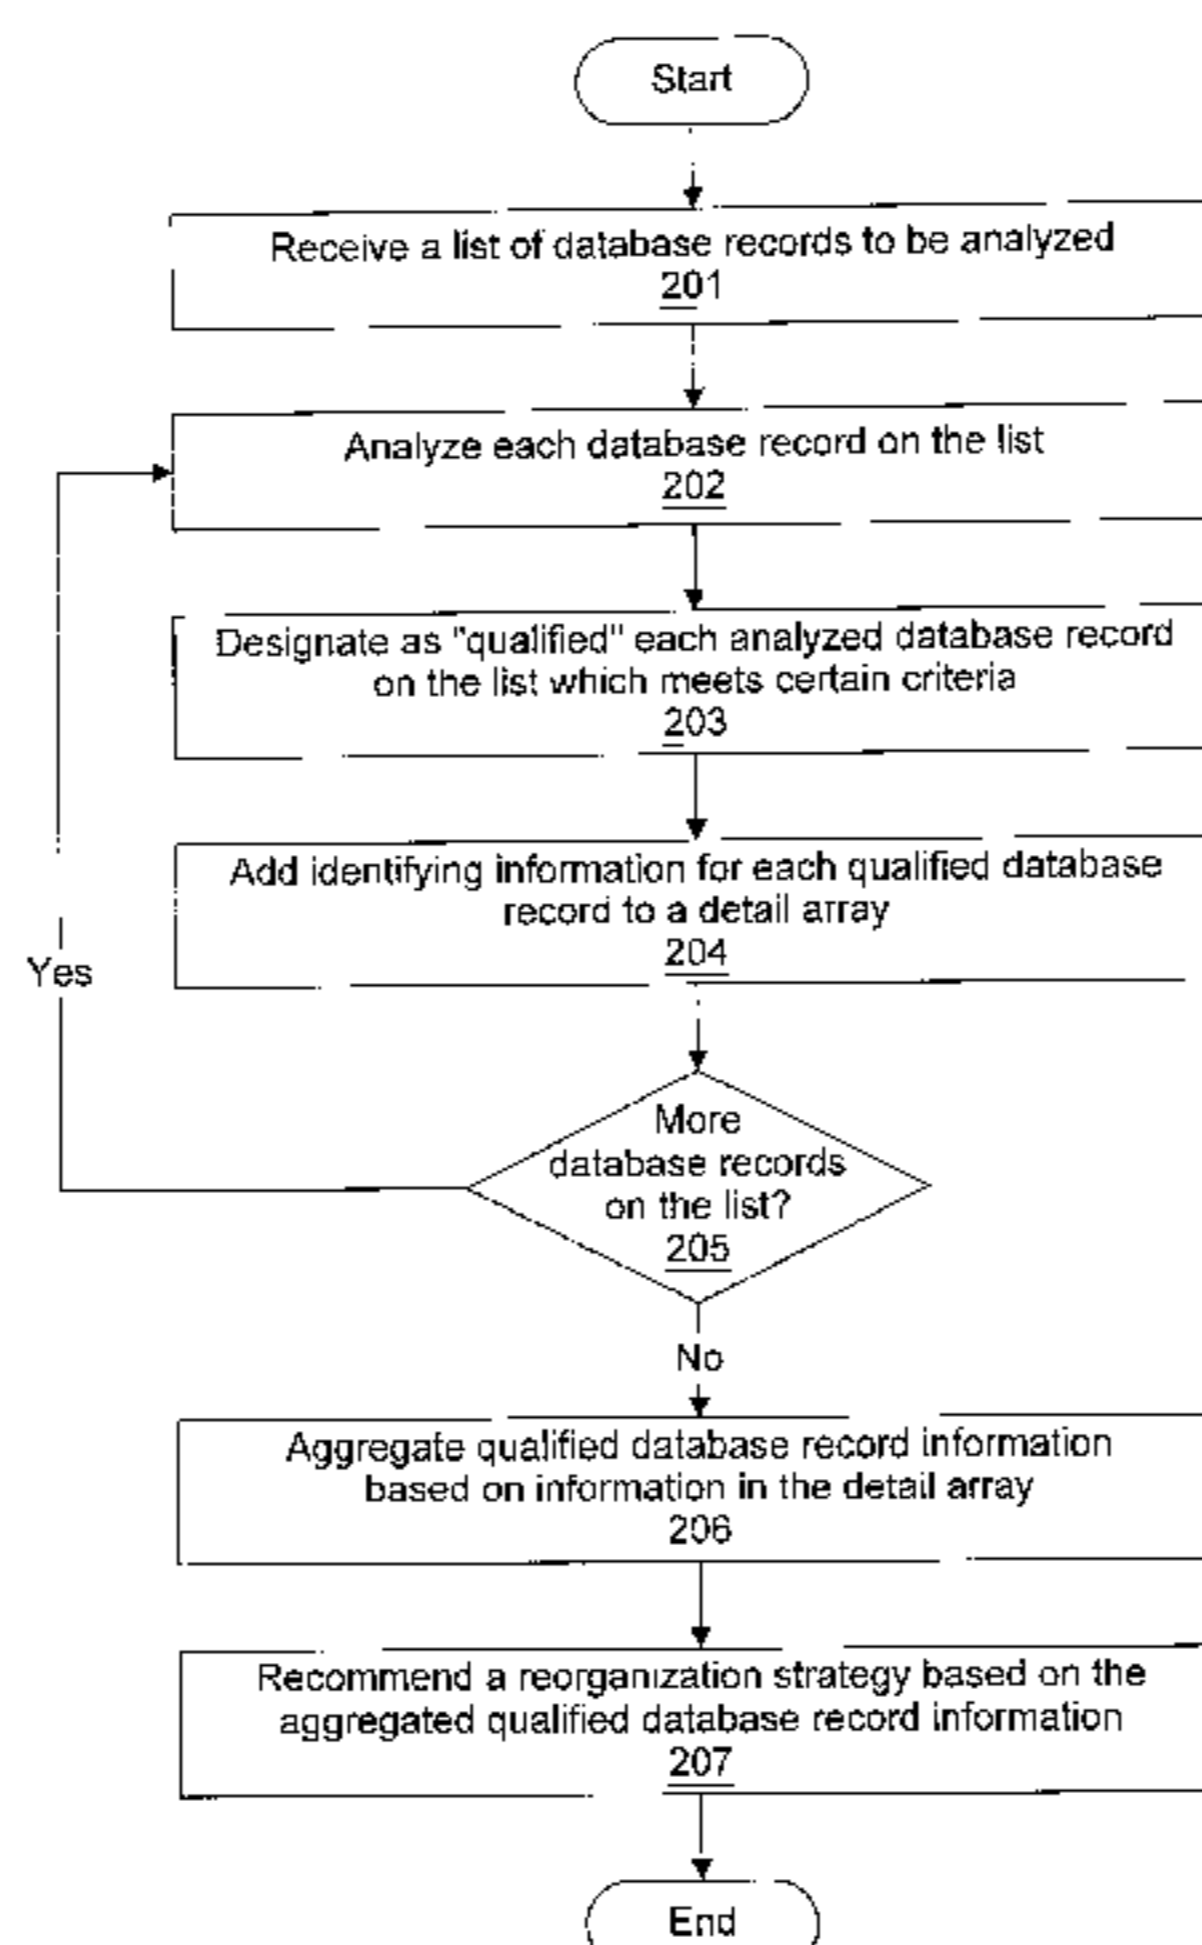 Start
Receive a list of database records to be analyzed
201
Analyze each database record on the list
202
Designate as "qualified" each analyzed database record
on the list which meets certain criteria
203
Add identifying information for each qualified database
record to a detail array
204
Yes
More
database records
on the list?
205
No
Aggregate qualified database record information
based on information in the detail array
206
Recommend a reorganization strategy based on the
aggregated qualified database record information
207
End